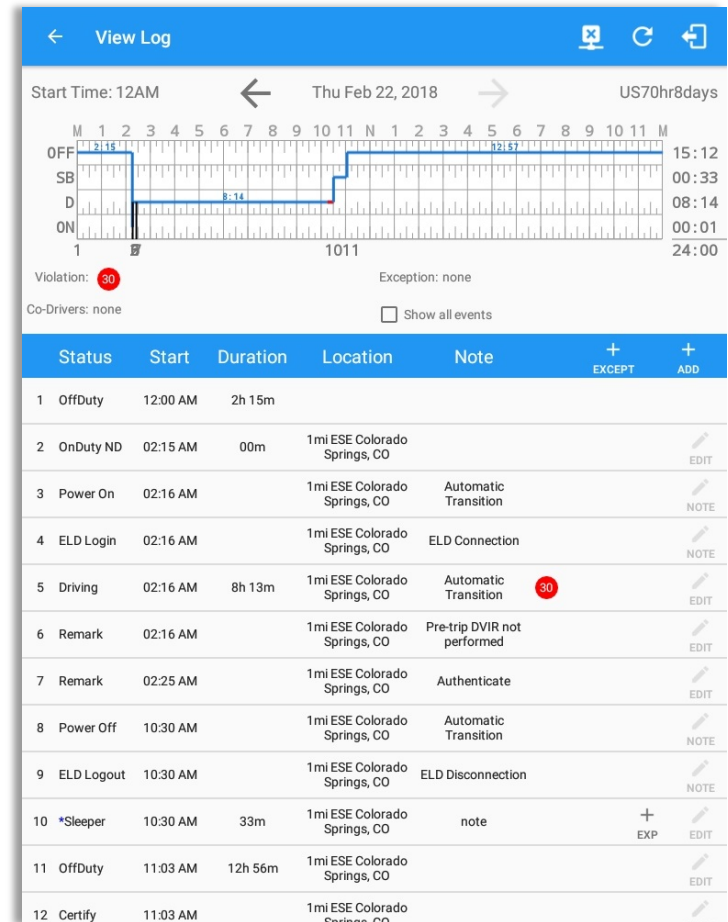 View Log
Start Time: 12AM Thu Feb 22, 2018 US70hr8days
M 1 2 3 4 5 6 7 8 9 10 11 N 1 2 3 4 5 6 7 8 9 10 11 M
OFF 2:15 12:57 15:12
SB 00:33
D 8:14 08:14
ON 00:01
1 1011 24:00
Violation: 30 Exception: none
Co-Drivers: none Show all events
Status Start Duration Location Note + EXCEPT + ADD
1 OffDuty 12:00 AM 2h 15m
2 OnDuty ND 02:15 AM 00m 1mi ESE Colorado
Springs, CO EDIT
3 Power On 02:16 AM 1mi ESE Colorado Automatic
Springs, CO Transition NOTE
4 ELD Login 02:16 AM 1mi ESE Colorado ELD Connection
Springs, CO NOTE
5 Driving 02:16 AM 8h 13m 1mi ESE Colorado Automatic 30
Springs, CO Transition EDIT
6 Remark 02:16 AM 1mi ESE Colorado Pre-trip DVIR not
Springs, CO performed EDIT
7 Remark 02:25 AM 1mi ESE Colorado Authenticate
Springs, CO EDIT
8 Power Off 10:30 AM 1mi ESE Colorado Automatic
Springs, CO Transition NOTE
9 ELD Logout 10:30 AM 1mi ESE Colorado ELD Disconnection
Springs, CO NOTE
10 *Sleeper 10:30 AM 33m 1mi ESE Colorado note +
Springs, CO EXP EDIT
11 OffDuty 11:03 AM 12h 56m 1mi ESE Colorado
Springs, CO EDIT
12 Certify 11:03 AM 1mi ESE Colorado
Springs, CO